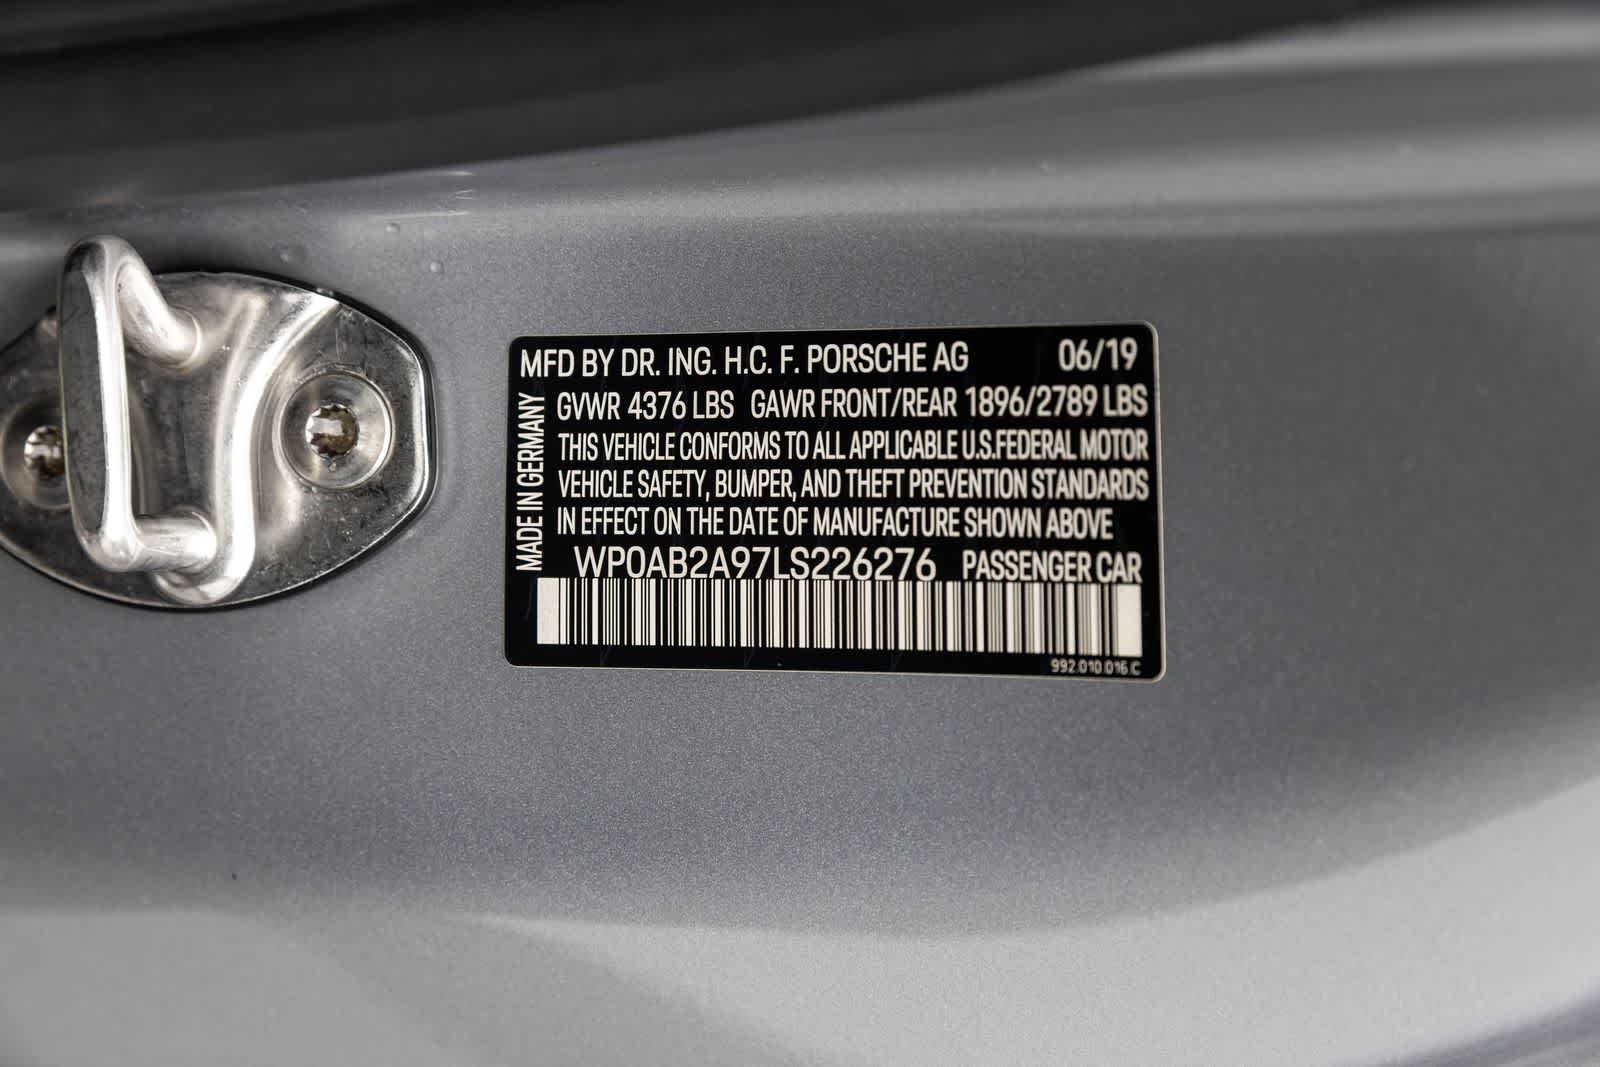 MFD BY DR. ING. H.C. F. PORSCHE AG 06/19
GVWR 4376 LBS GAWR FRONT/REAR 1896/2789 LBS
THIS VEHICLE CONFORMS TO ALL APPLICABLE U.S.FEDERAL MOTOR
VEHICLE SAFETY, BUMPER, AND THEFT PREVENTION STANDARDS
IN EFFECT ON THE DATE OF MANUFACTURE SHOWN ABOVE
WP0AB2A97LS226276 PASSENGER CAR
MADE IN GERMANY
992.010.016.C